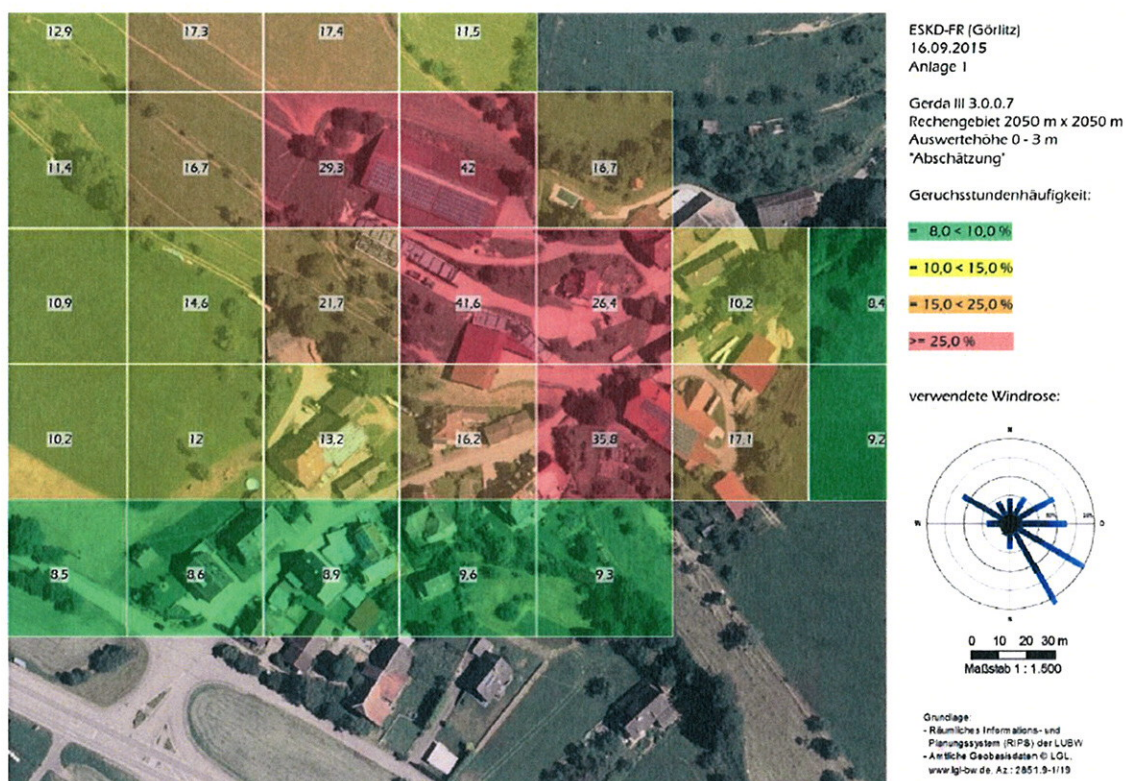 12,9 17,3 17,4 11,5
11,4 16,7 29,3 42 16,7
10,9 14,6 21,7 41,6 26,4 10,2 8,4
10,2 12 13,2 16,2 35,8 17,1 9,2
8,5 8,6 8,9 9,6 9,3
ESKD-FR (Görlitz)
16.09.2015
Anlage 1
Gerda III 3.0.0.7
Rechengebiet 2050 m x 2050 m
Auswertehöhe 0 - 3 m
"Abschätzung"
Geruchsstundenhäufigkeit:
= 8,0 < 10,0 %
= 10,0 < 15,0 %
= 15,0 < 25,0 %
>= 25,0 %
verwendete Windrose:
N
W
O
S
0 10 20 30 m
Maßstab 1 : 1.500
Grundlage:
- Räumliches Informations- und
Planungssystem (RIPS) der LUBW
- Amtliche Geobasisdaten © LGL,
www.lgl-bw.de, Az.: 2851.9-1/19